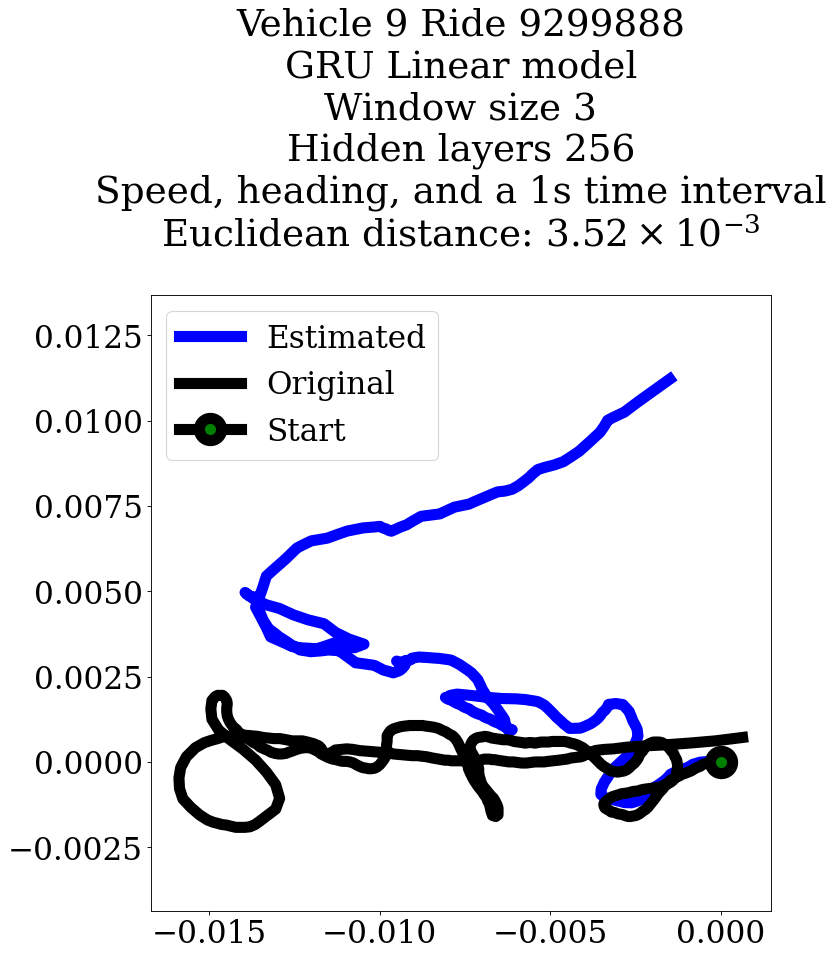 Vehicle 9 Ride 9299888
GRU Linear model
Window size 3
Hidden layers 256
Speed, heading, and a 1s time interval
Euclidean distance: 3.52 × 10⁻³
Estimated
Original
Start
0.0125
0.0100
0.0075
0.0050
0.0025
0.0000
−0.0025
−0.015 −0.010 −0.005 0.000